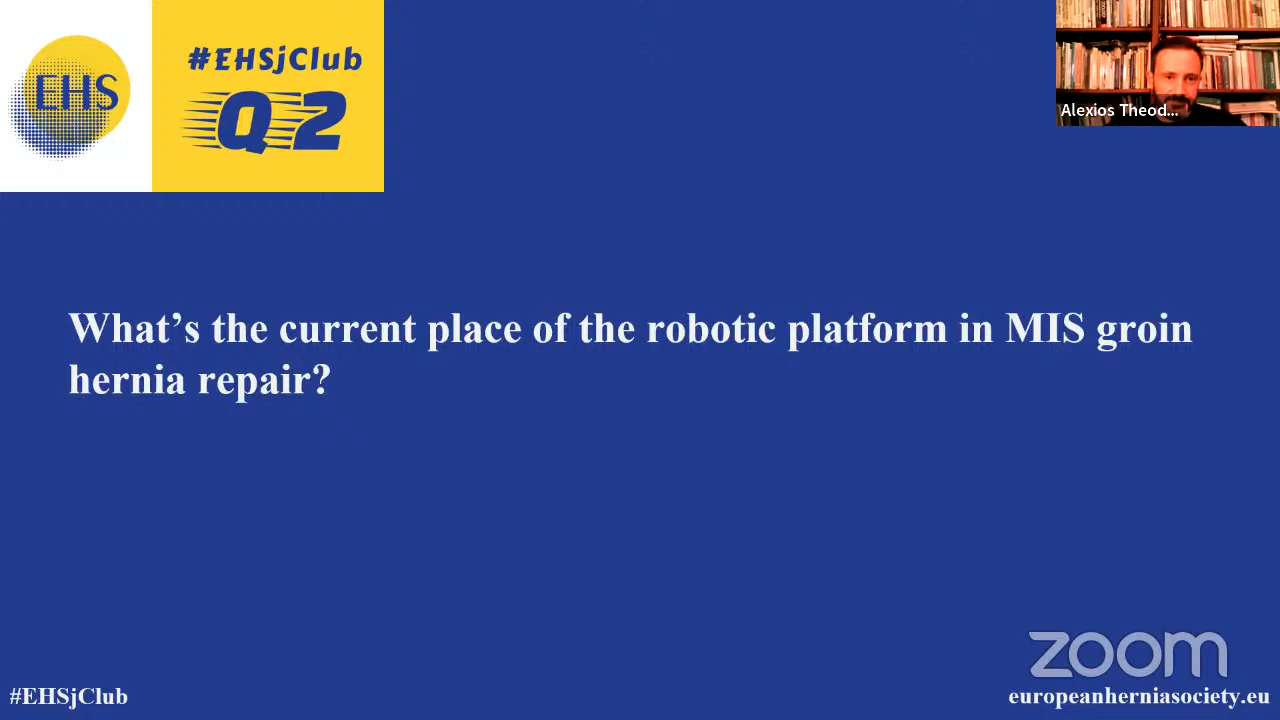 EHS
#EHSjClub
Q2
Alexios Theod...
What’s the current place of the robotic platform in MIS groin
hernia repair?
zoom
#EHSjClub
europeanherniasociety.eu